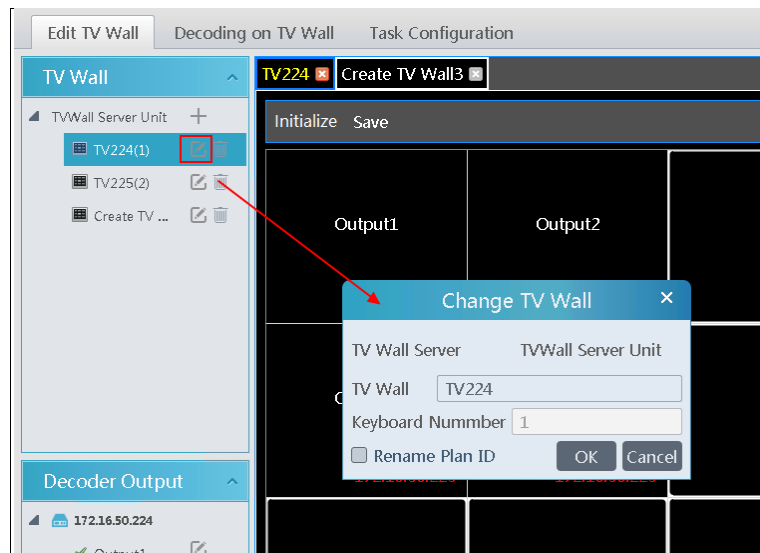 Edit TV Wall Decoding on TV Wall Task Configuration
TV Wall
TV224 Create TV Wall3
TVWall Server Unit
Initialize Save
TV224(1)
TV225(2)
Create TV ...
Output1 Output2
Change TV Wall
TV Wall Server TVWall Server Unit
TV Wall TV224
Keyboard Nummber 1
Rename Plan ID OK Cancel
Decoder Output
172.16.50.224
Output1